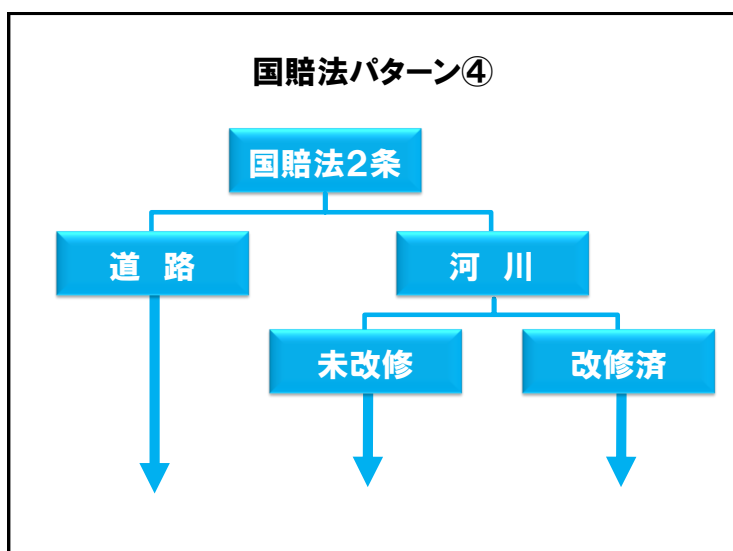 国賠法パターン④
国賠法2条
道 路
河 川
未改修
改修済